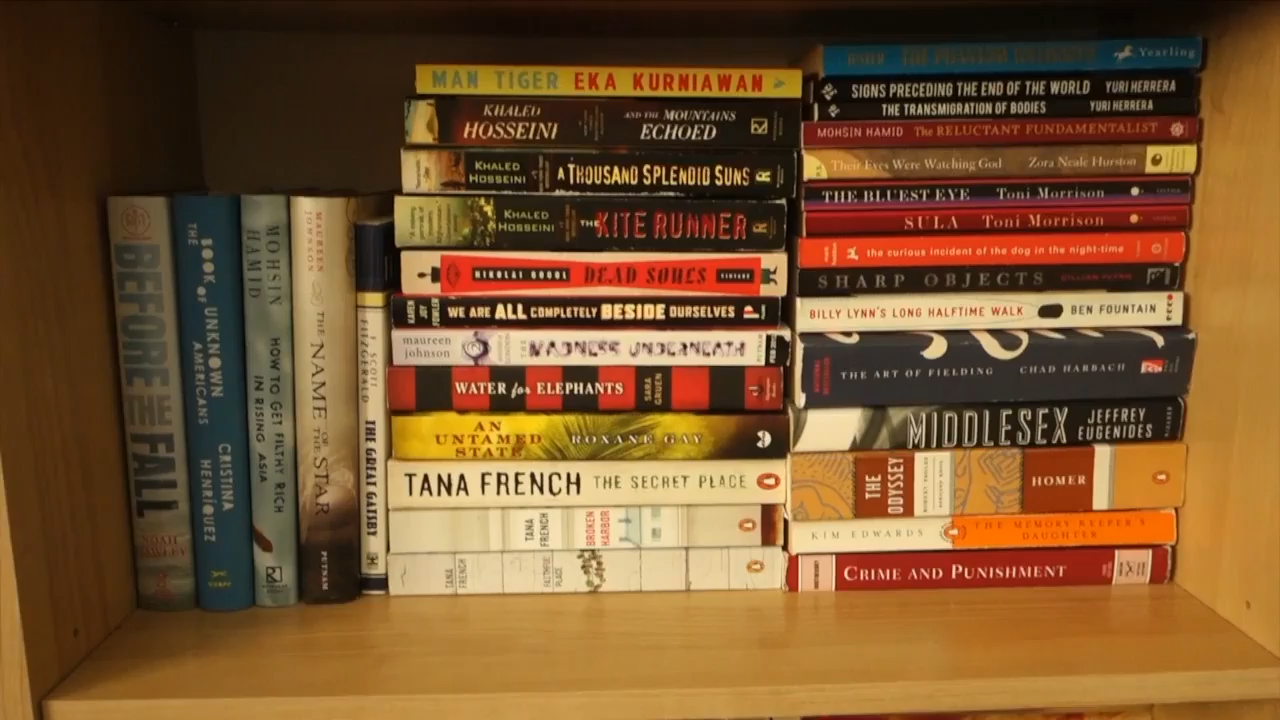 BEFORE THE FALL
NOAH HAWLEY
THE BOOK OF UNKNOWN AMERICANS
CRISTINA HENRÍQUEZ
MOHSIN HAMID
HOW TO GET FILTHY RICH IN RISING ASIA
MAUREEN JOHNSON
THE NAME OF THE STAR
PUTNAM
F. SCOTT FITZGERALD
THE GREAT GATSBY
MAN TIGER EKA KURNIAWAN
KHALED HOSSEINI AND THE MOUNTAINS ECHOED
KHALED HOSSEINI A THOUSAND SPLENDID SUNS
KHALED HOSSEINI THE KITE RUNNER
NIKOLAI GOGOL DEAD SOULS VINTAGE
KAREN JOY FOWLER WE ARE ALL COMPLETELY BESIDE OURSELVES
maureen johnson THE MADNESS UNDERNEATH PUTNAM
WATER for ELEPHANTS SARA GRUEN
AN UNTAMED STATE ROXANE GAY
TANA FRENCH THE SECRET PLACE
TANA FRENCH BROKEN HARBOR
TANA FRENCH FAITHFUL PLACE
Yearling
SIGNS PRECEDING THE END OF THE WORLD YURI HERRERA
THE TRANSMIGRATION OF BODIES YURI HERRERA
MOHSIN HAMID The RELUCTANT FUNDAMENTALIST
Their Eyes Were Watching God Zora Neale Hurston
THE BLUEST EYE Toni Morrison
SULA Toni Morrison
the curious incident of the dog in the night-time
SHARP OBJECTS GILLIAN FLYNN
BILLY LYNN'S LONG HALFTIME WALK BEN FOUNTAIN
THE ART OF FIELDING CHAD HARBACH
MIDDLESEX JEFFREY EUGENIDES
THE ODYSSEY HOMER
KIM EDWARDS THE MEMORY KEEPER'S DAUGHTER
CRIME AND PUNISHMENT